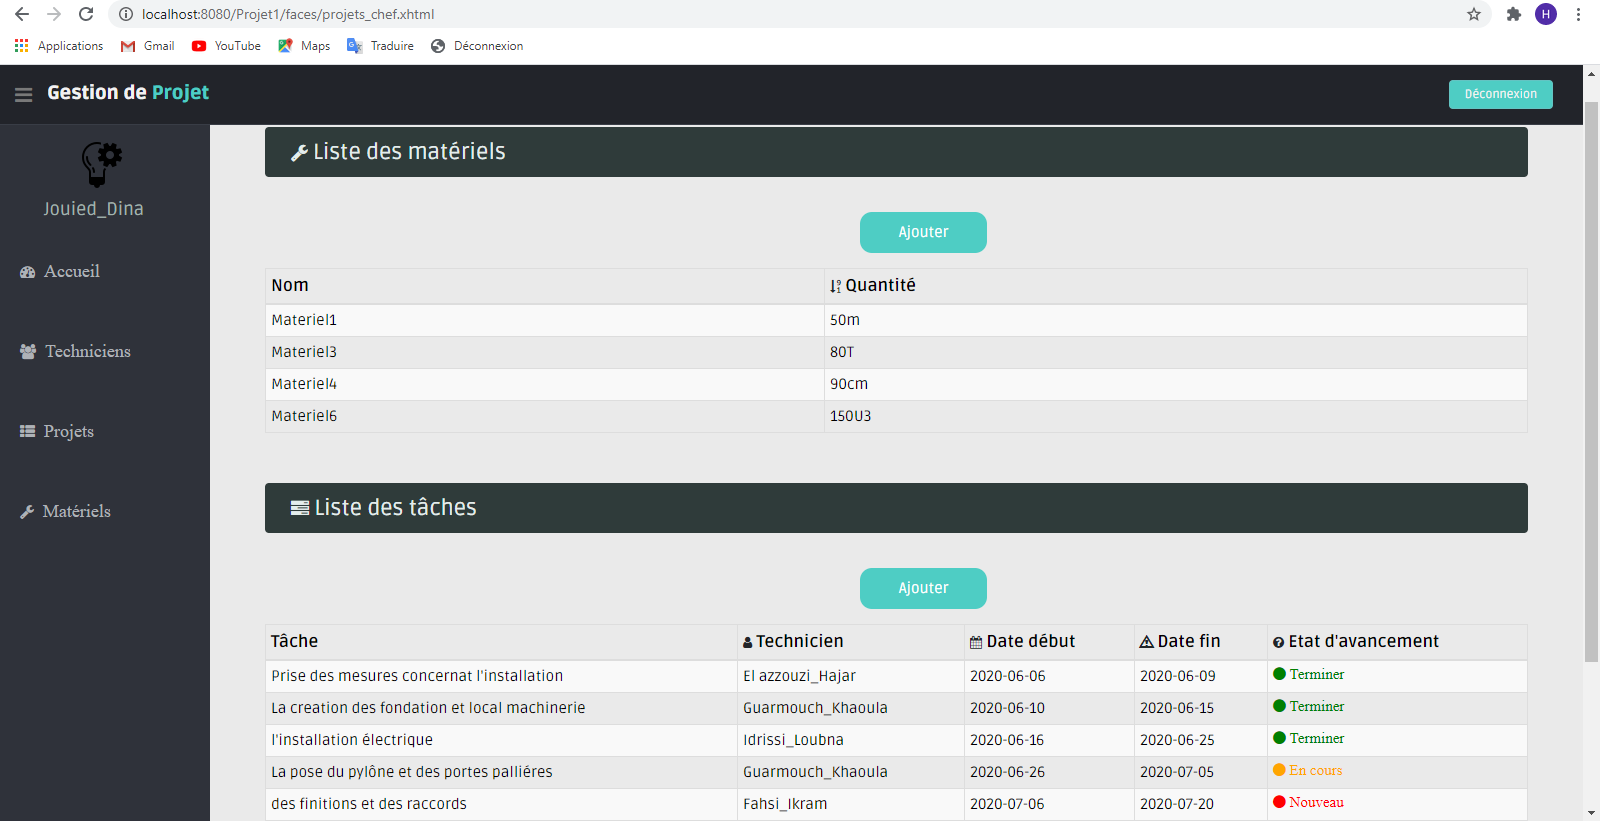 localhost:8080/Projet1/faces/projets_chef.xhtml
H
Applications Gmail YouTube Maps Traduire Déconnexion
Gestion de Projet
Déconnexion
Jouied_Dina
Accueil
Techniciens
Projets
Matériels
Liste des matériels
Ajouter
Nom Quantité
Materiel1 50m
Materiel3 80T
Materiel4 90cm
Materiel6 150U3
Liste des tâches
Ajouter
Tâche Technicien Date début Date fin Etat d'avancement
Prise des mesures concernat l'installation El azzouzi_Hajar 2020-06-06 2020-06-09 Terminer
La creation des fondation et local machinerie Guarmouch_Khaoula 2020-06-10 2020-06-15 Terminer
l'installation électrique Idrissi_Loubna 2020-06-16 2020-06-25 Terminer
La pose du pylône et des portes palliéres Guarmouch_Khaoula 2020-06-26 2020-07-05 En cours
des finitions et des raccords Fahsi_Ikram 2020-07-06 2020-07-20 Nouveau